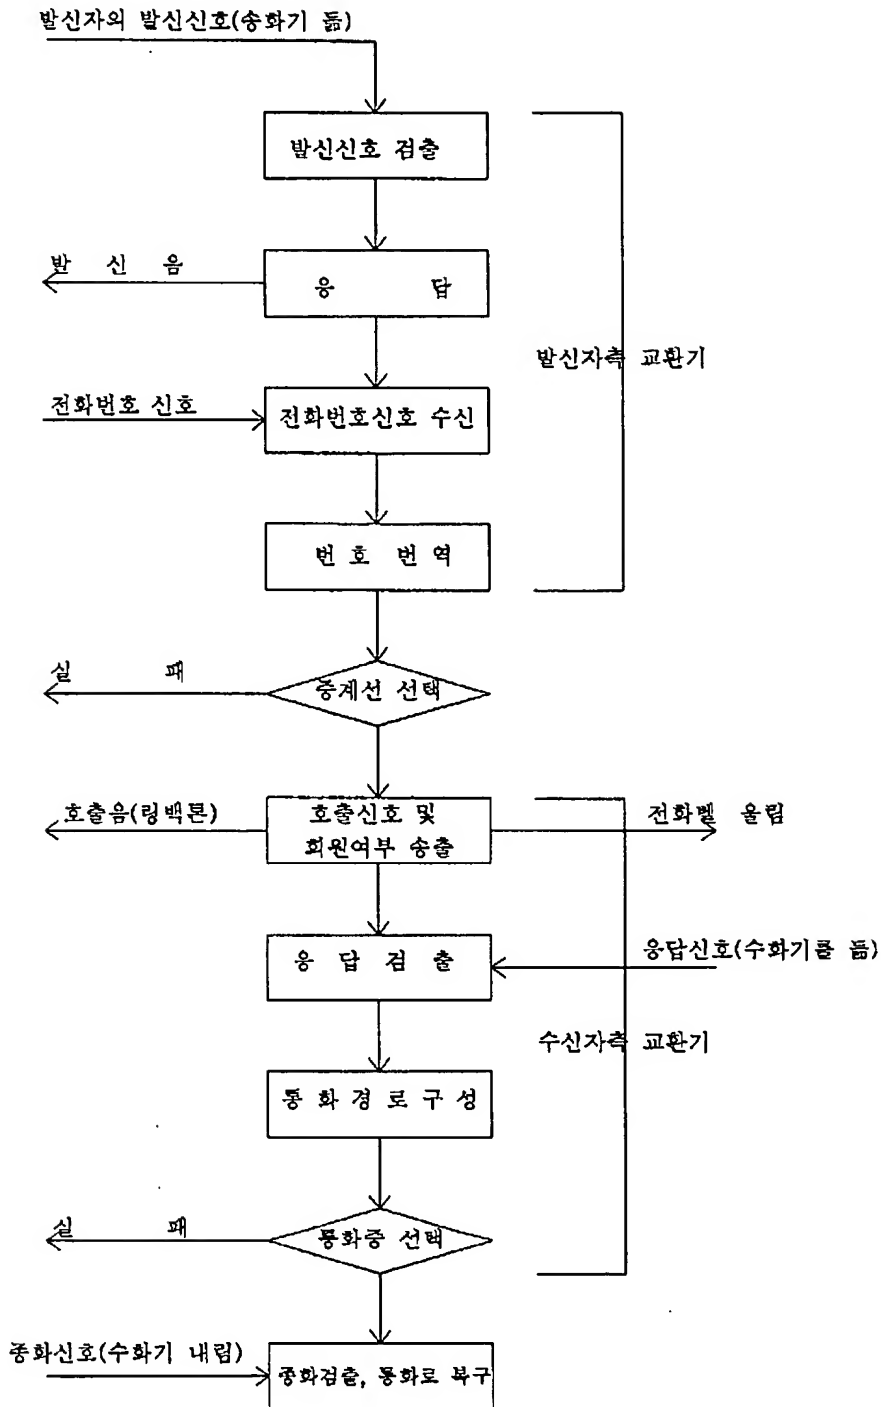 발신자의 발신신호(송화기 듦)
발신신호 검출
발 신 음
응 답
발신자측 교환기
전화번호 신호
전화번호신호 수신
번 호 번 역
실 패
중계선 선택
호출음(링백톤)
호출신호 및
회원여부 송출
전화벨 울림
응 답 검 출
응답신호(수화기를 듦)
수신자측 교환기
통 화 경 로 구 성
실 패
통화중 선택
종화신호(수화기 내림)
종화검출, 통화로 복구